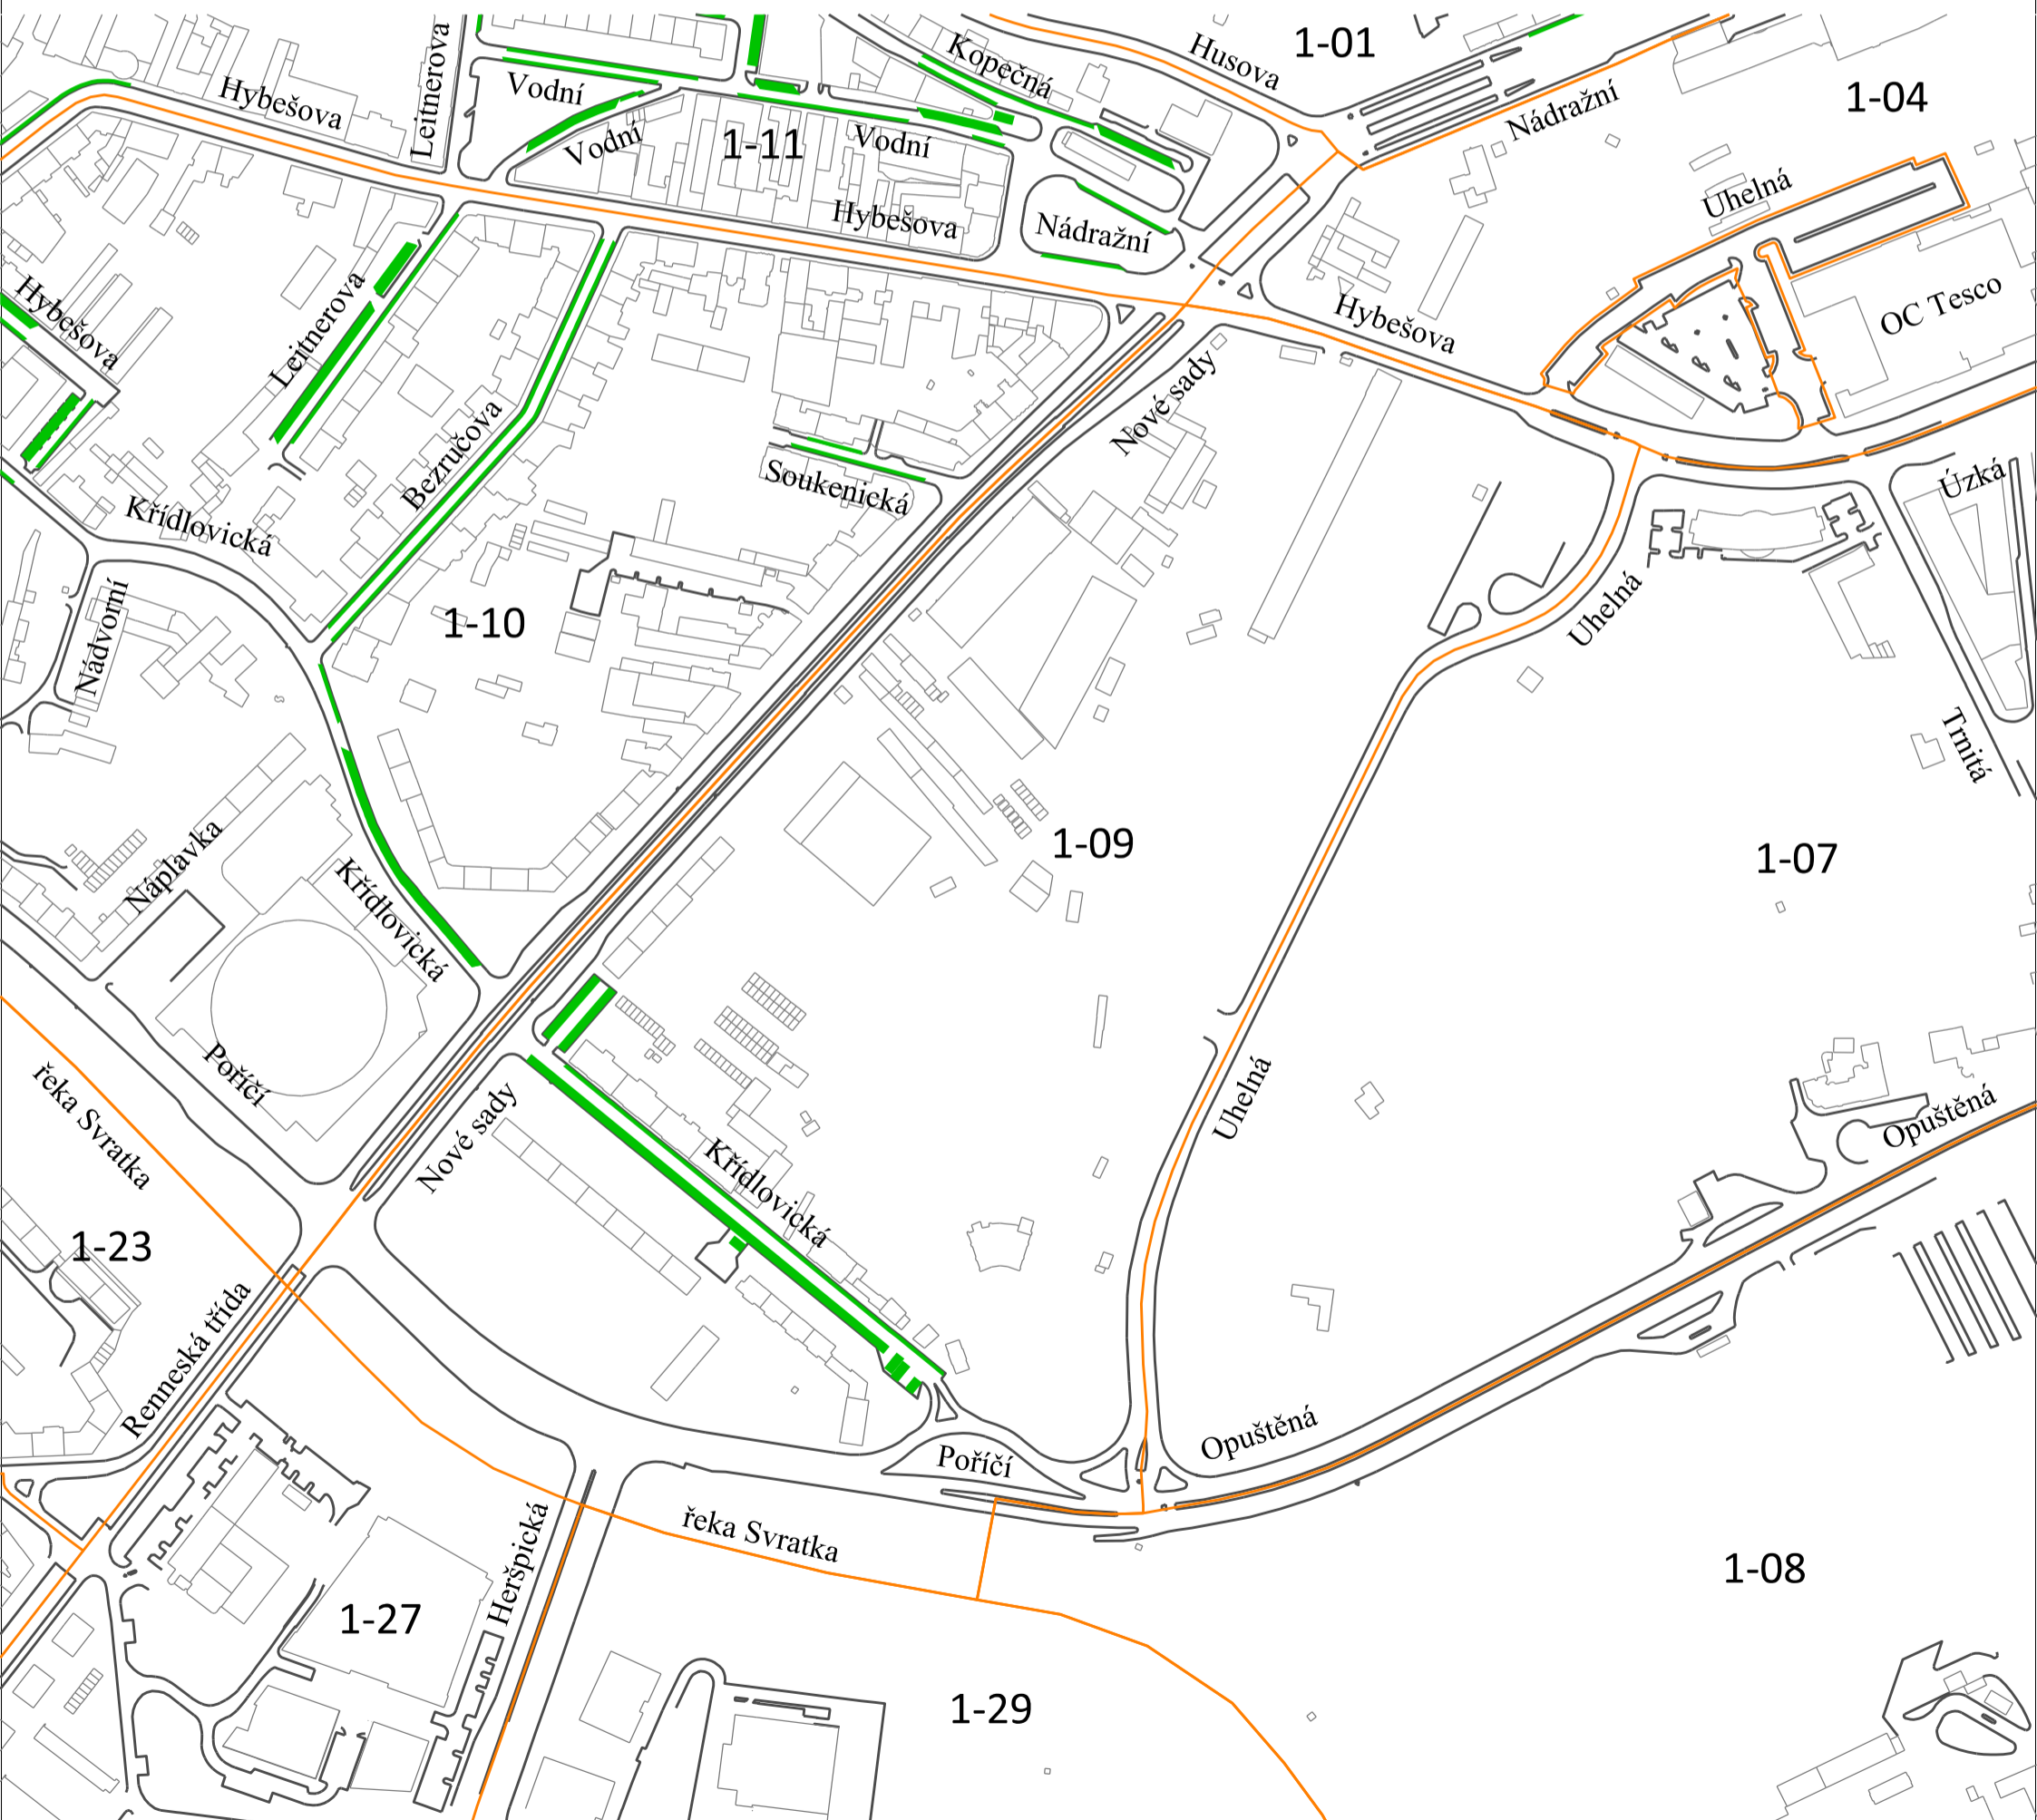 Husova
1-01
Kopečná
Leitnerova
Hybešova
Vodní
1-04
Nádražní
Vodní
1-11
Vodní
Uhelná
Hybešova
Nádražní
Hybešova
Leitnerova
Hybešova
OC Tesco
Nové sady
Bezručova
Soukenická
Úzká
Křídlovická
1-10
Uhelná
Nádvorní
Trnitá
1-09
1-07
Náplavka
Křídlovická
Poříčí
řeka Svratka
Uhelná
Opuštěná
Nové sady
Křídlovická
1-23
Renneská třída
Opuštěná
Poříčí
řeka Svratka
Heršpická
1-08
1-27
1-29